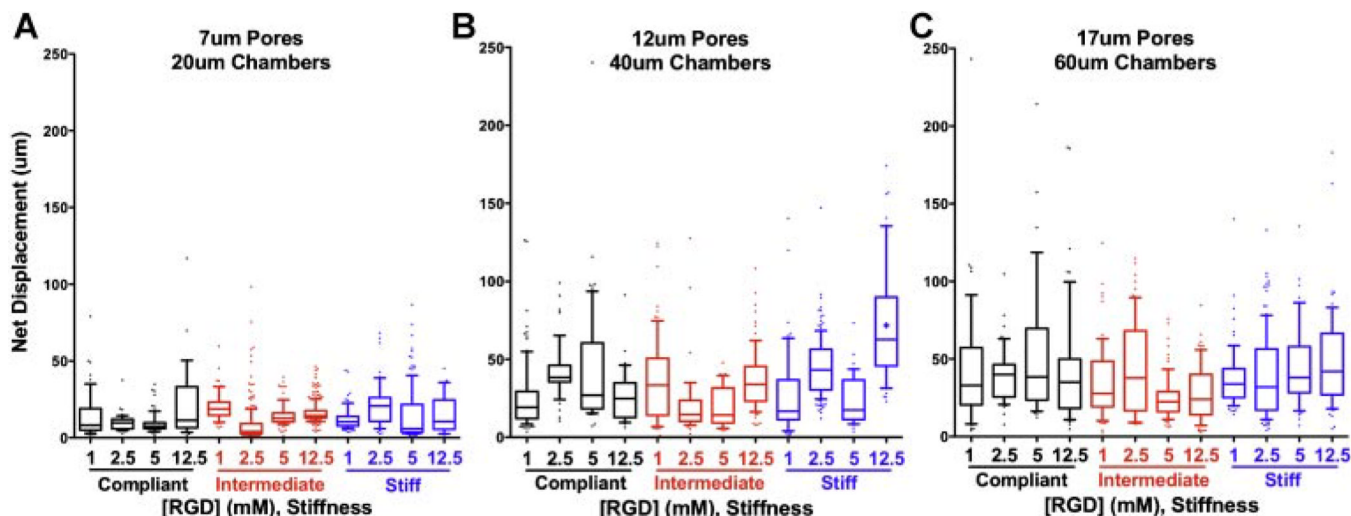 A
7um Pores
20um Chambers
250
200
150
100
50
0
Net Displacement (um)
1 2.5 5 12.5 1 2.5 5 12.5 1 2.5 5 12.5
Compliant Intermediate Stiff
[RGD] (mM), Stiffness
B
12um Pores
40um Chambers
250
200
150
100
50
0
1 2.5 5 12.5 1 2.5 5 12.5 1 2.5 5 12.5
Compliant Intermediate Stiff
[RGD] (mM), Stiffness
C
17um Pores
60um Chambers
250
200
150
100
50
0
1 2.5 5 12.5 1 2.5 5 12.5 1 2.5 5 12.5
Compliant Intermediate Stiff
[RGD] (mM), Stiffness